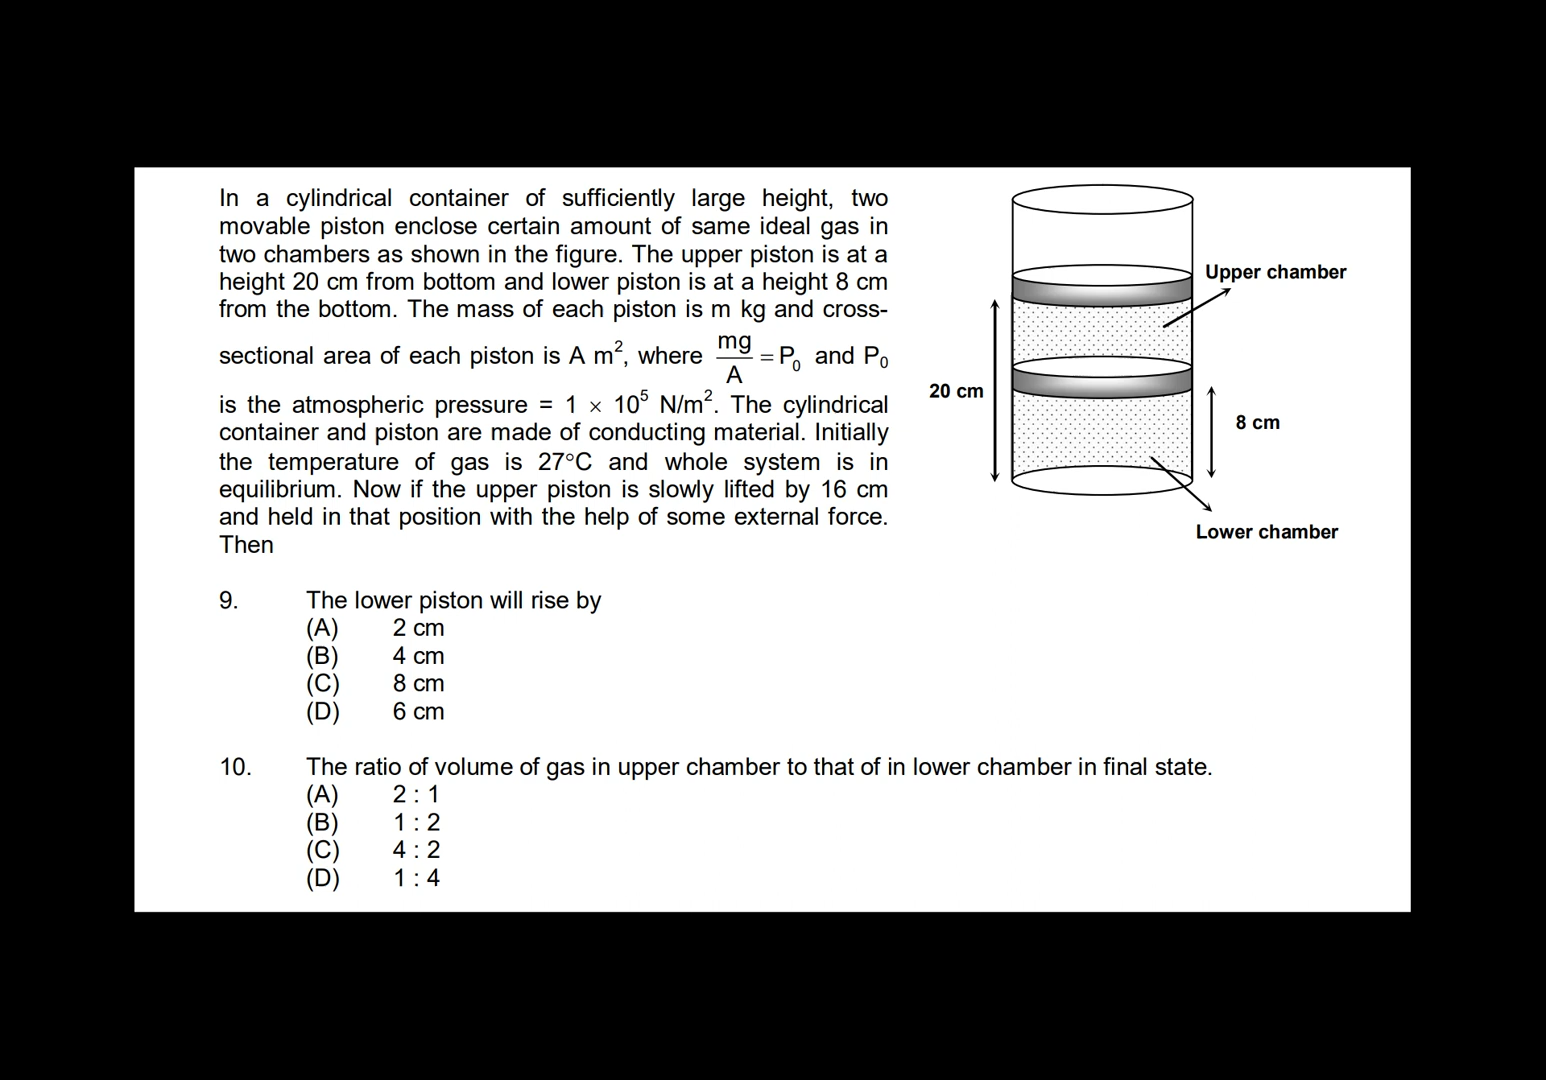 In a cylindrical container of sufficiently large height, two
movable piston enclose certain amount of same ideal gas in
two chambers as shown in the figure. The upper piston is at a
height 20 cm from bottom and lower piston is at a height 8 cm
from the bottom. The mass of each piston is m kg and cross-
sectional area of each piston is A m², where mg/A = P₀ and P₀
is the atmospheric pressure = 1 × 10⁵ N/m². The cylindrical
container and piston are made of conducting material. Initially
the temperature of gas is 27°C and whole system is in
equilibrium. Now if the upper piston is slowly lifted by 16 cm
and held in that position with the help of some external force.
Then
Upper chamber
20 cm
8 cm
Lower chamber
9. The lower piston will rise by
(A) 2 cm
(B) 4 cm
(C) 8 cm
(D) 6 cm
10. The ratio of volume of gas in upper chamber to that of in lower chamber in final state.
(A) 2 : 1
(B) 1 : 2
(C) 4 : 2
(D) 1 : 4